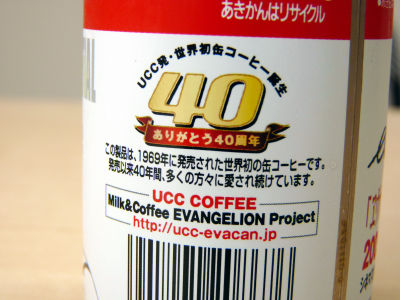 あきかんはリサイクル
UCC発・世界初缶コーヒー誕生
40
ありがとう40周年
この製品は、1969年に発売された世界初の缶コーヒーです。
発売以来40年間、多くの方々に愛され続けています。
UCC COFFEE
Milk&Coffee EVANGELION Project
http://ucc-evacan.jp